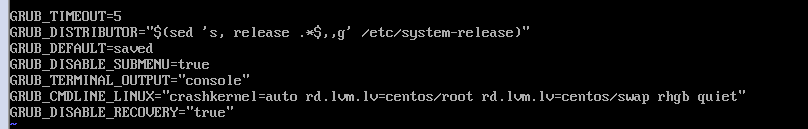 GRUB_TIMEOUT=5
GRUB_DISTRIBUTOR="$(sed 's, release .*$,,g' /etc/system-release)"
GRUB_DEFAULT=saved
GRUB_DISABLE_SUBMENU=true
GRUB_TERMINAL_OUTPUT="console"
GRUB_CMDLINE_LINUX="crashkernel=auto rd.lvm.lv=centos/root rd.lvm.lv=centos/swap rhgb quiet"
GRUB_DISABLE_RECOVERY="true"
~